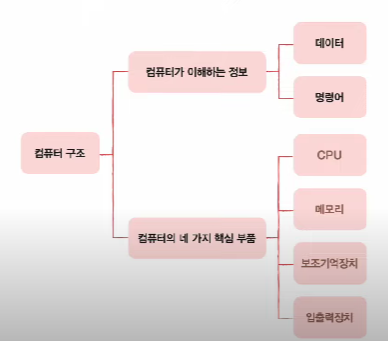 컴퓨터 구조
컴퓨터가 이해하는 정보
데이터
명령어
컴퓨터의 네 가지 핵심 부품
CPU
메모리
보조기억장치
입출력장치